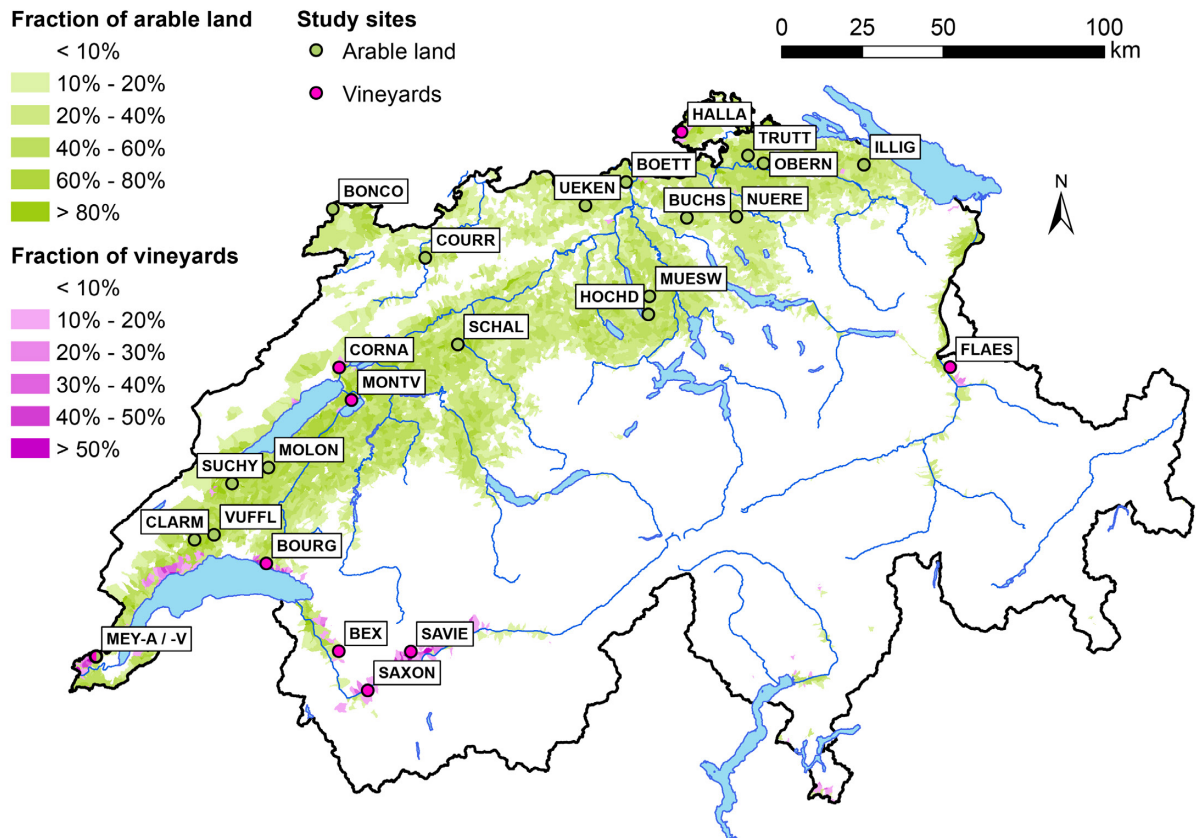 Fraction of arable land
< 10%
10% - 20%
20% - 40%
40% - 60%
60% - 80%
> 80%
Fraction of vineyards
< 10%
10% - 20%
20% - 30%
30% - 40%
40% - 50%
> 50%
Study sites
Arable land
Vineyards
0 25 50 100
km
N
HALLA
TRUTT
ILLIG
OBERN
BOETT
UEKEN
BONCO
BUCHS
NUERE
COURR
MUESW
HOCHD
SCHAL
CORNA
FLAES
MONTV
MOLON
SUCHY
VUFFL
CLARM
BOURG
MEY-A / -V
BEX
SAVIE
SAXON